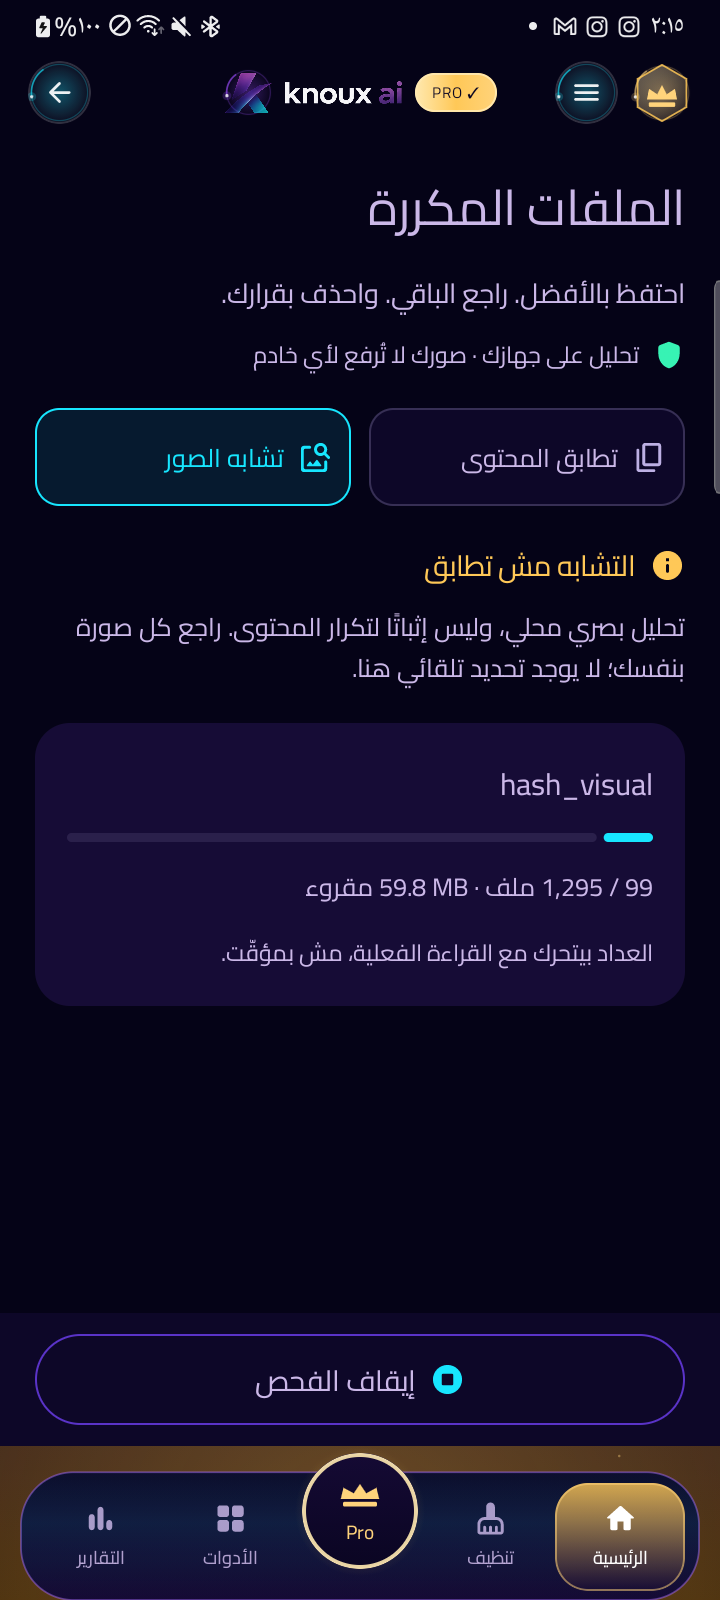 ٢:١٥
%١٠٠
knoux ai
PRO ✓
الملفات المكررة
احتفظ بالأفضل. راجع الباقي. واحذف بقرارك.
تحليل على جهازك · صورك لا تُرفع لأي خادم
تطابق المحتوى
تشابه الصور
التشابه مش تطابق
تحليل بصري محلي، وليس إثباتًا لتكرار المحتوى. راجع كل صورة
بنفسك؛ لا يوجد تحديد تلقائي هنا.
hash_visual
99 / 1,295 ملف · 59.8 MB مقروء
العداد بيتحرك مع القراءة الفعلية، مش بمؤقّت.
إيقاف الفحص
الرئيسية
تنظيف
Pro
الأدوات
التقارير